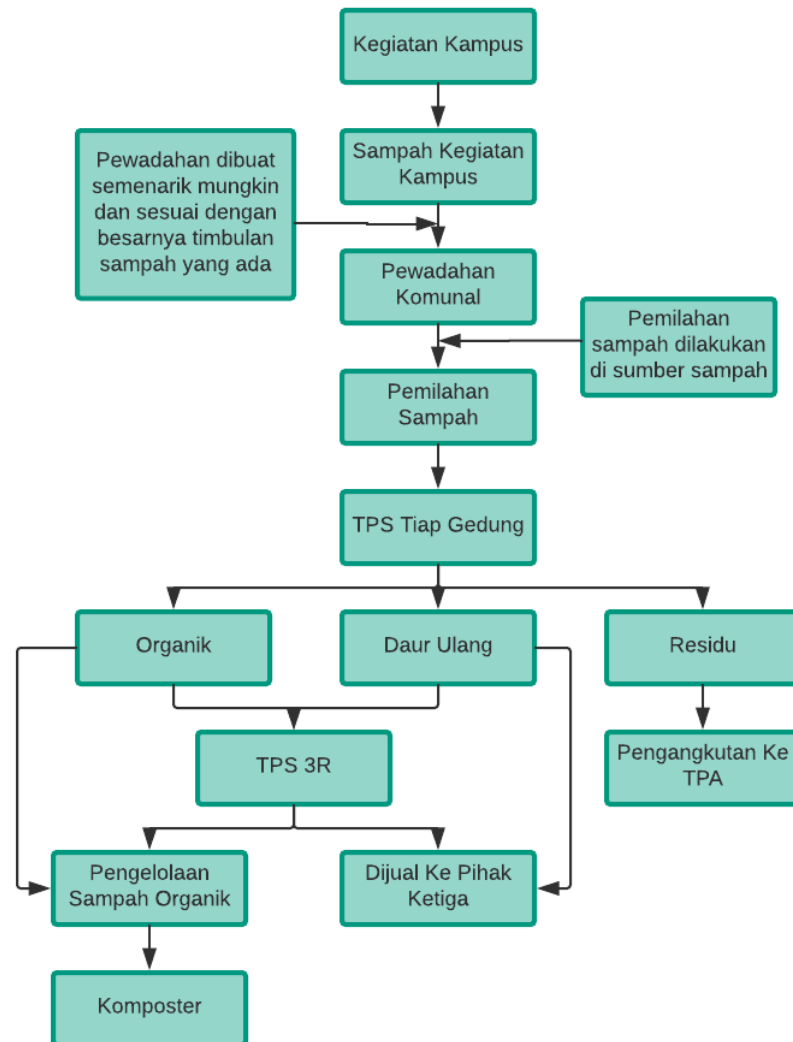 Kegiatan Kampus
Sampah Kegiatan
Kampus
Pewadahan dibuat
semenarik mungkin
dan sesuai dengan
besarnya timbulan
sampah yang ada
Pewadahan
Komunal
Pemilahan
sampah dilakukan
di sumber sampah
Pemilahan
Sampah
TPS Tiap Gedung
Organik
Daur Ulang
Residu
TPS 3R
Pengangkutan Ke
TPA
Pengelolaan
Sampah Organik
Dijual Ke Pihak
Ketiga
Komposter